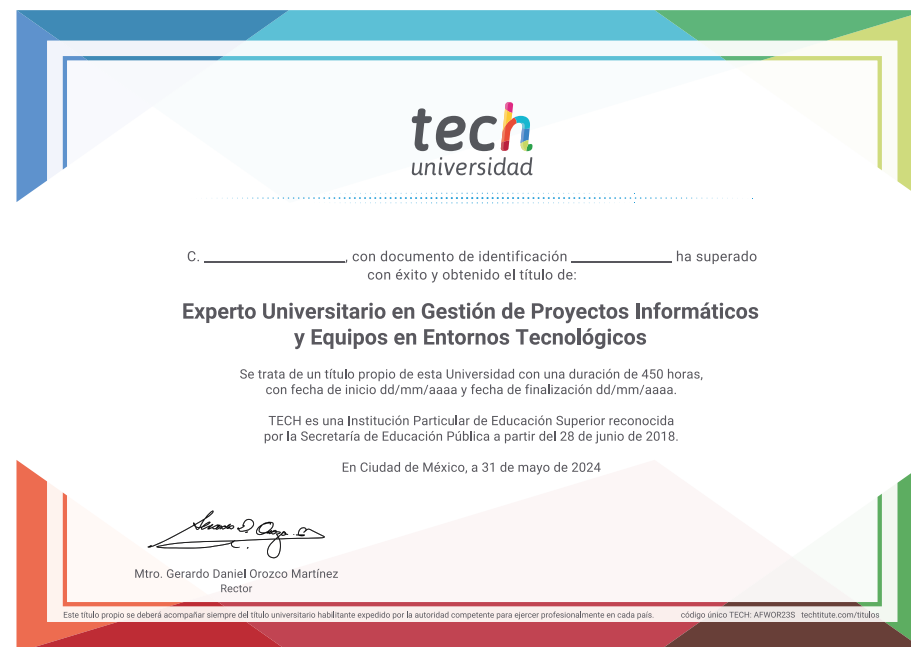 tech
universidad
C. ____________, con documento de identificación ____________ ha superado
con éxito y obtenido el título de:
Experto Universitario en Gestión de Proyectos Informáticos
y Equipos en Entornos Tecnológicos
Se trata de un título propio de esta Universidad con una duración de 450 horas,
con fecha de inicio dd/mm/aaaa y fecha de finalización dd/mm/aaaa.
TECH es una Institución Particular de Educación Superior reconocida
por la Secretaría de Educación Pública a partir del 28 de junio de 2018.
En Ciudad de México, a 31 de mayo de 2024
Mtro. Gerardo Daniel Orozco Martínez
Rector
Este título propio se deberá acompañar siempre del título universitario habilitante expedido por la autoridad competente para ejercer profesionalmente en cada país. código único TECH: AFWOR23S techtitute.com/titulos